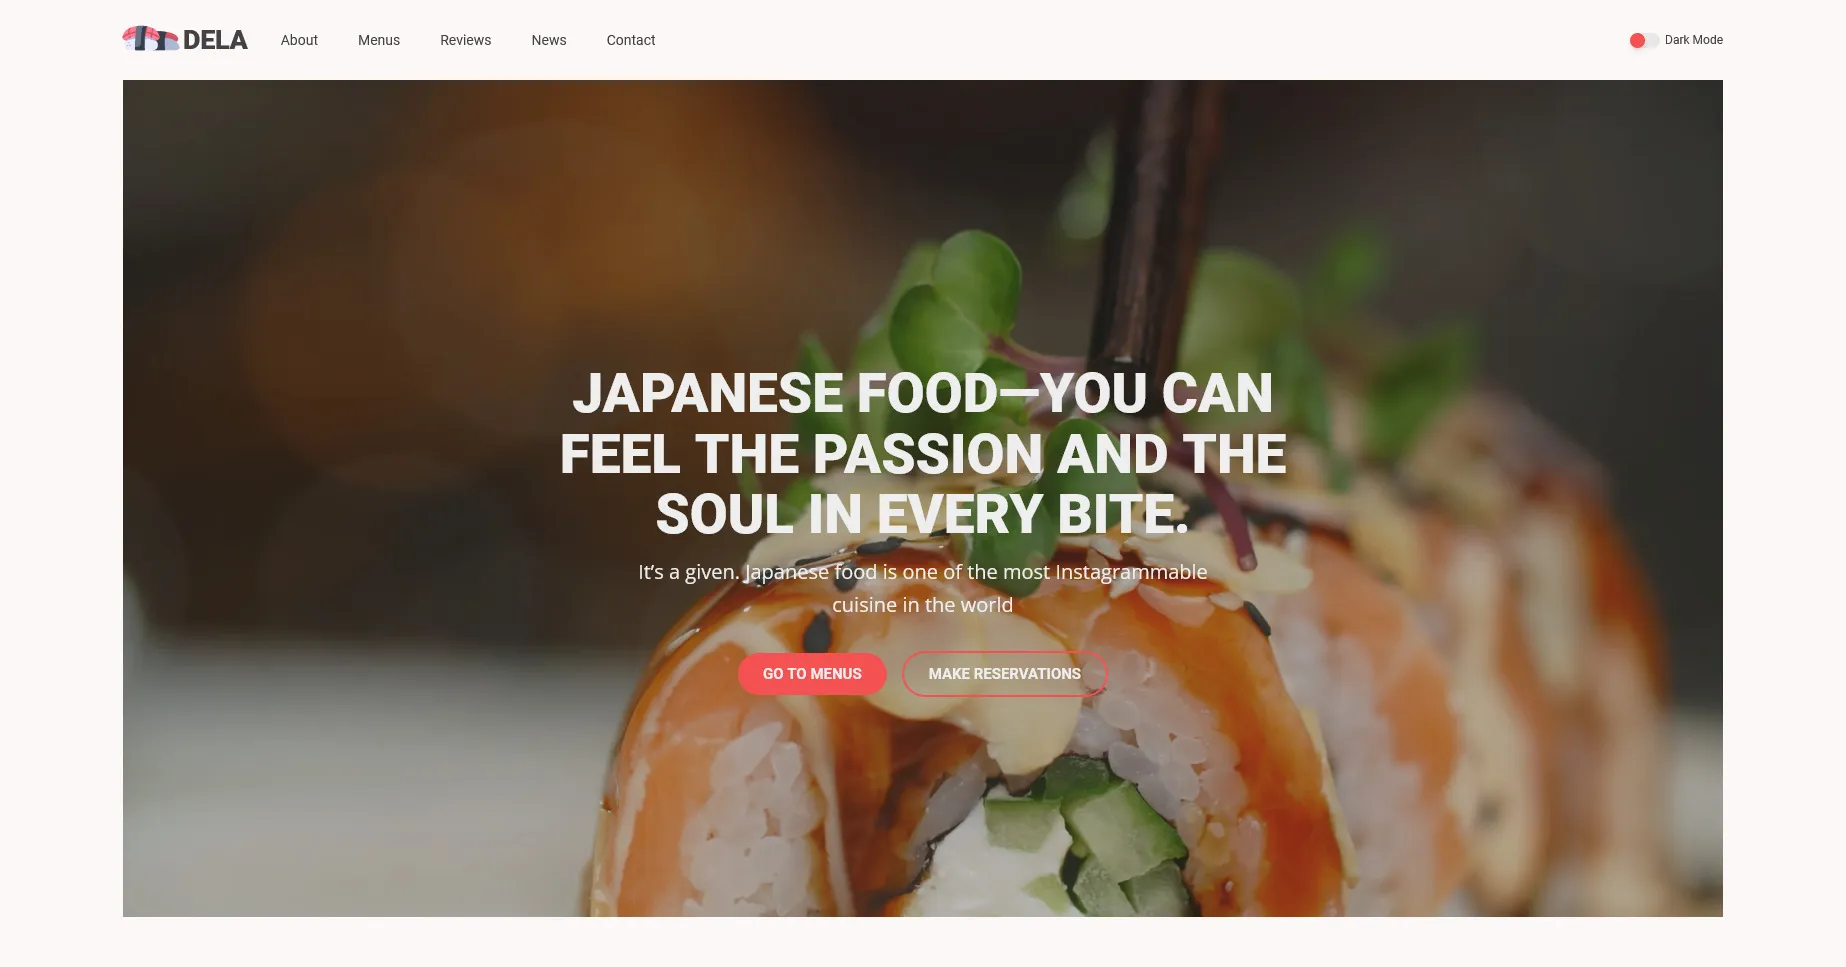 DELA
About
Menus
Reviews
News
Contact
Dark Mode
JAPANESE FOOD—YOU CAN
FEEL THE PASSION AND THE
SOUL IN EVERY BITE.
It’s a given. Japanese food is one of the most Instagrammable
cuisine in the world
GO TO MENUS
MAKE RESERVATIONS